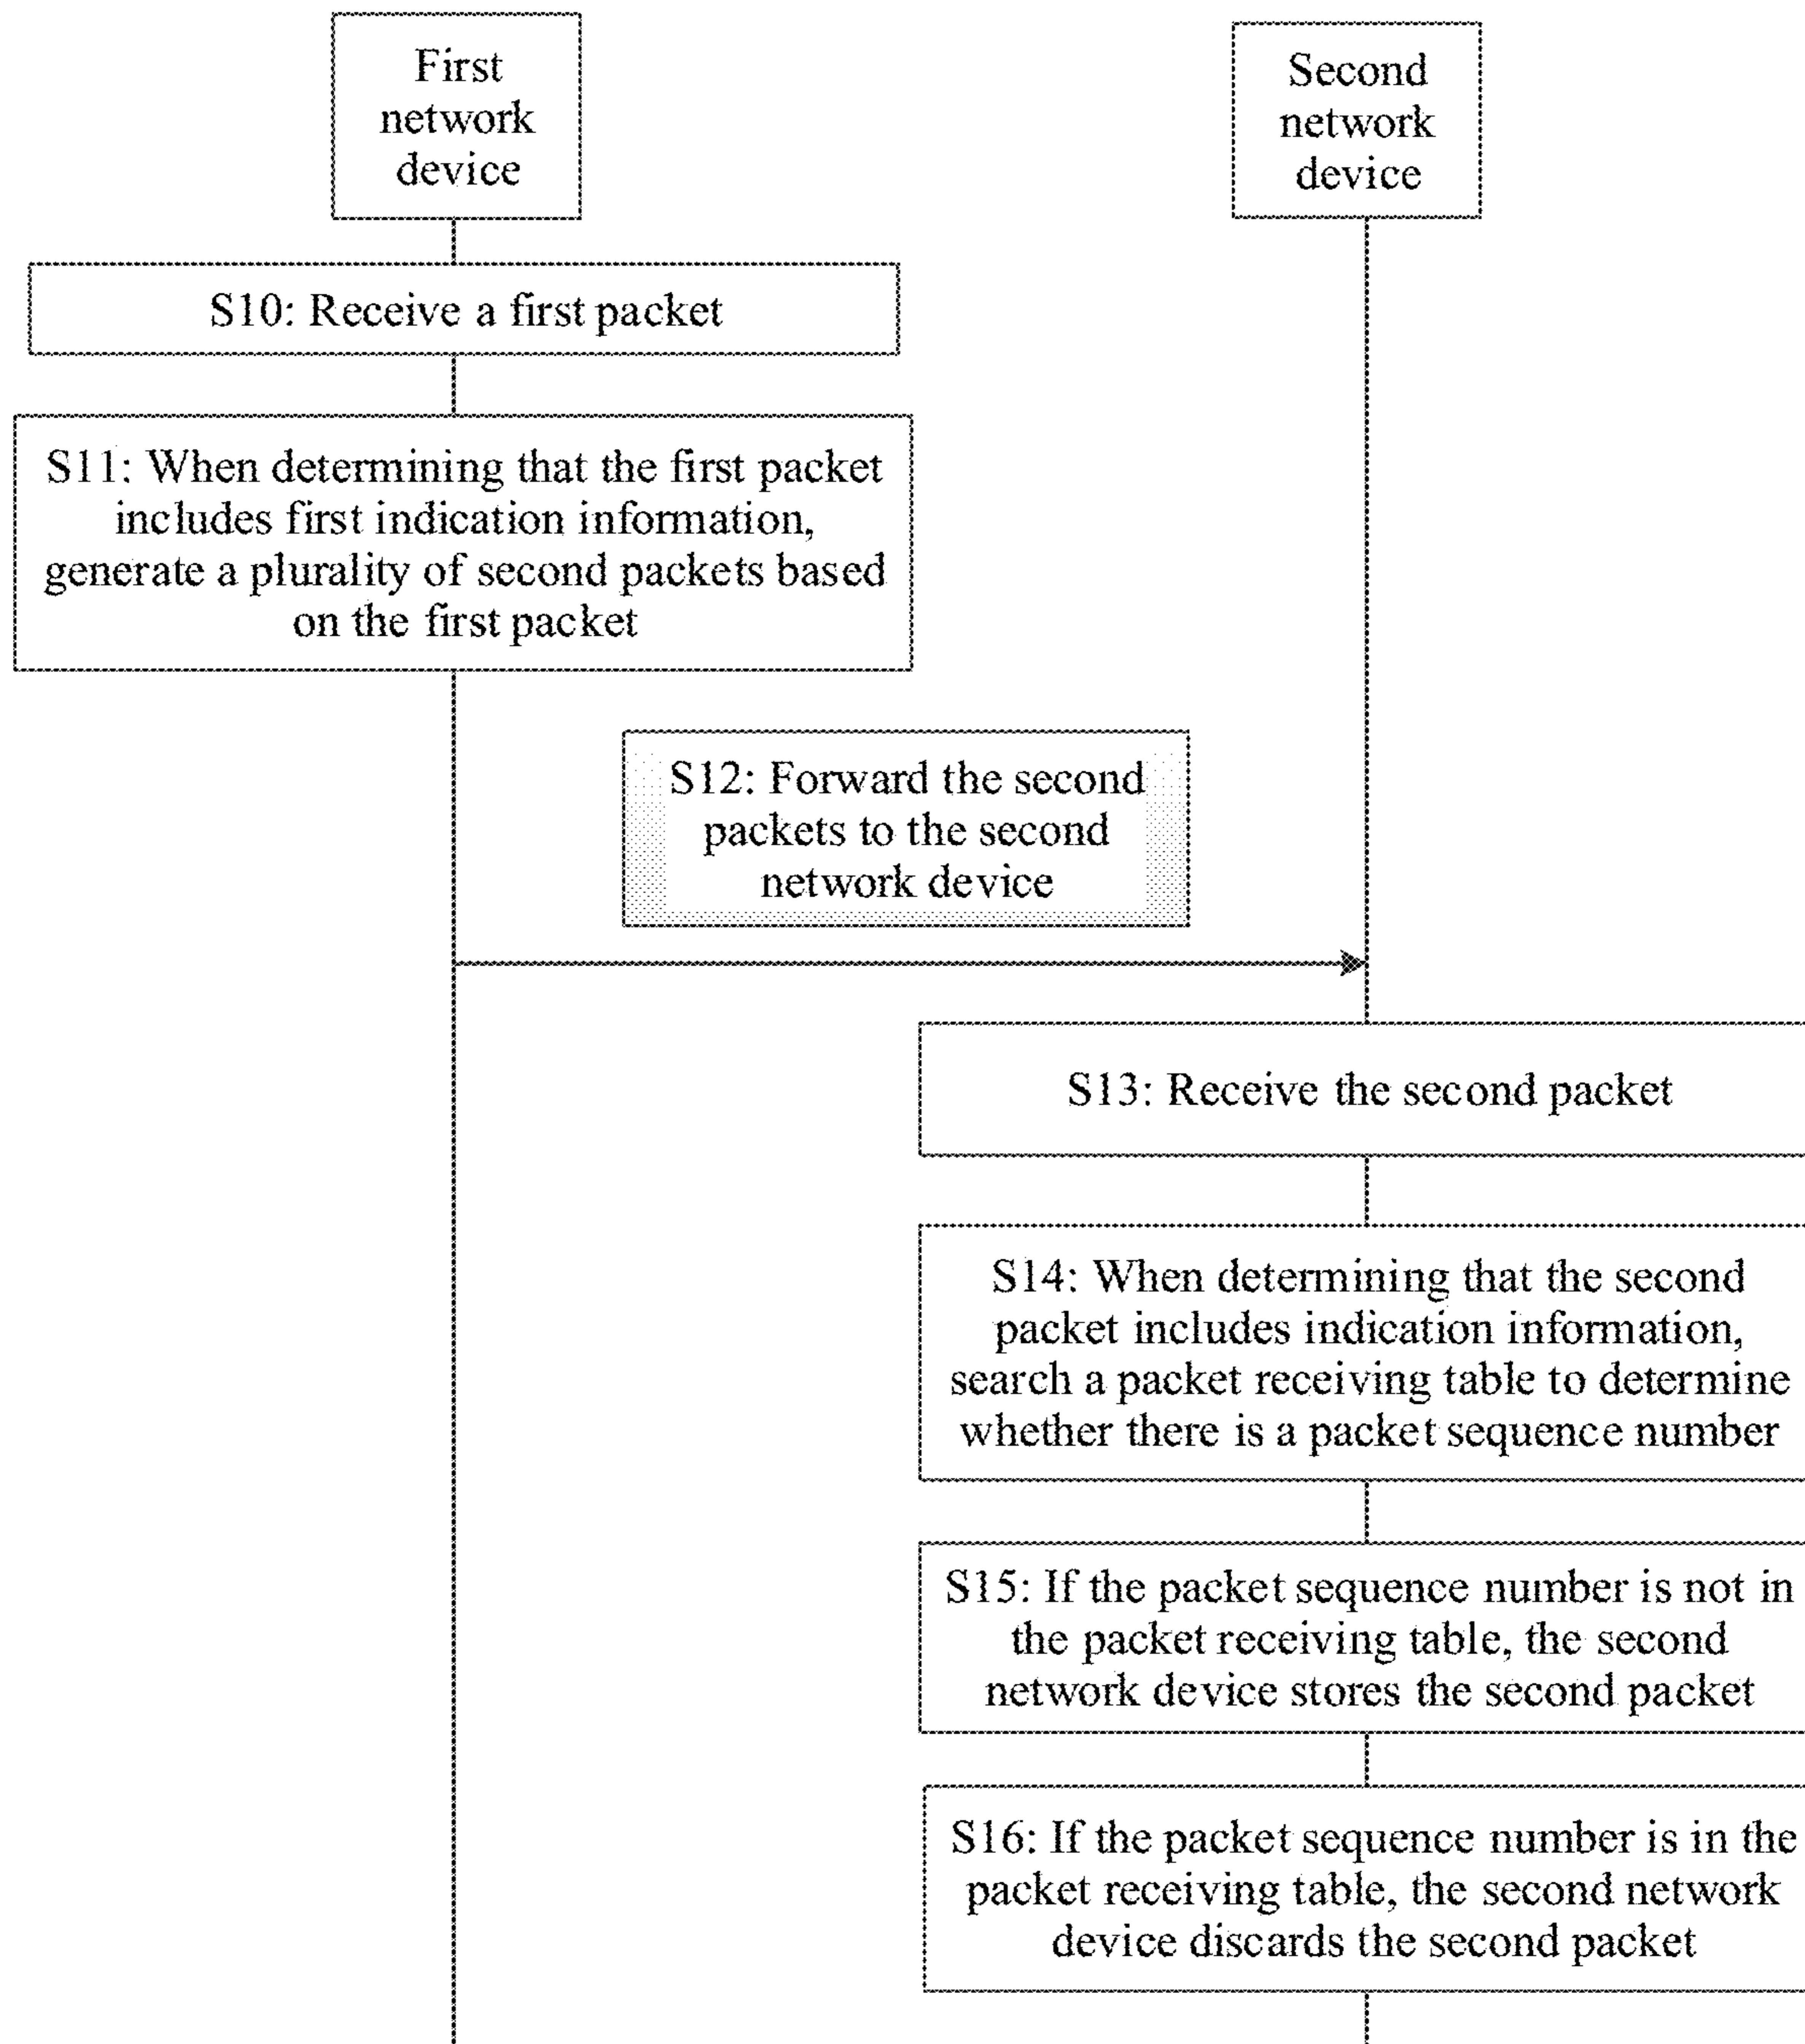 First
network
device
Second
network
device
S10: Receive a first packet
S11: When determining that the first packet
includes first indication information,
generate a plurality of second packets based
on the first packet
S12: Forward the second
packets to the second
network device
S13: Receive the second packet
S14: When determining that the second
packet includes indication information,
search a packet receiving table to determine
whether there is a packet sequence number
S15: If the packet sequence number is not in
the packet receiving table, the second
network device stores the second packet
S16: If the packet sequence number is in the
packet receiving table, the second network
device discards the second packet